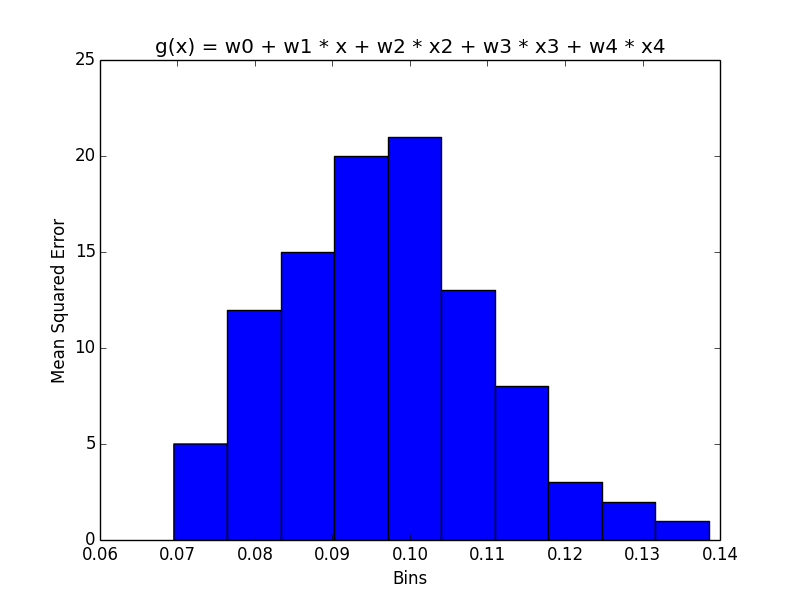 g(x) = w0 + w1 * x + w2 * x2 + w3 * x3 + w4 * x4
25
20
15
10
5
0
Mean Squared Error
0.06 0.07 0.08 0.09 0.10 0.11 0.12 0.13 0.14
Bins